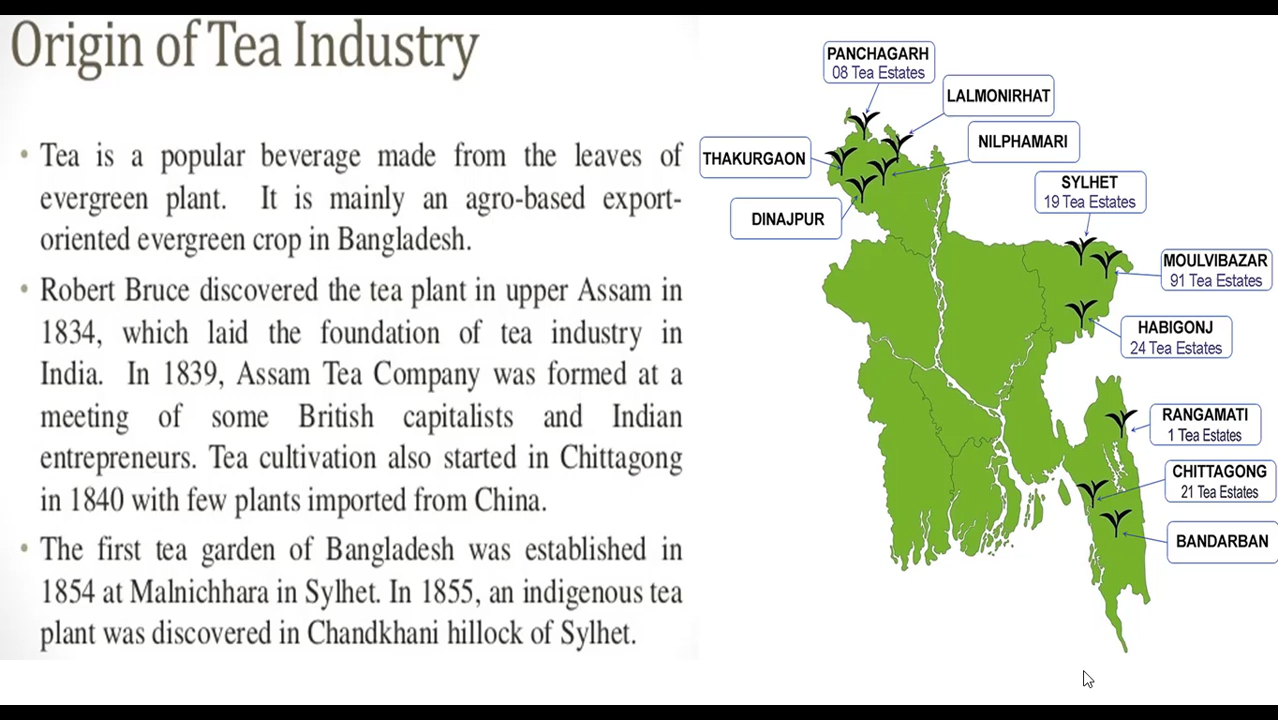 Origin of Tea Industry
• Tea is a popular beverage made from the leaves of
evergreen plant. It is mainly an agro-based export-
oriented evergreen crop in Bangladesh.
• Robert Bruce discovered the tea plant in upper Assam in
1834, which laid the foundation of tea industry in
India. In 1839, Assam Tea Company was formed at a
meeting of some British capitalists and Indian
entrepreneurs. Tea cultivation also started in Chittagong
in 1840 with few plants imported from China.
• The first tea garden of Bangladesh was established in
1854 at Malnichhara in Sylhet. In 1855, an indigenous tea
plant was discovered in Chandkhani hillock of Sylhet.
PANCHAGARH
08 Tea Estates
LALMONIRHAT
NILPHAMARI
THAKURGAON
DINAJPUR
SYLHET
19 Tea Estates
MOULVIBAZAR
91 Tea Estates
HABIGONJ
24 Tea Estates
RANGAMATI
1 Tea Estates
CHITTAGONG
21 Tea Estates
BANDARBAN